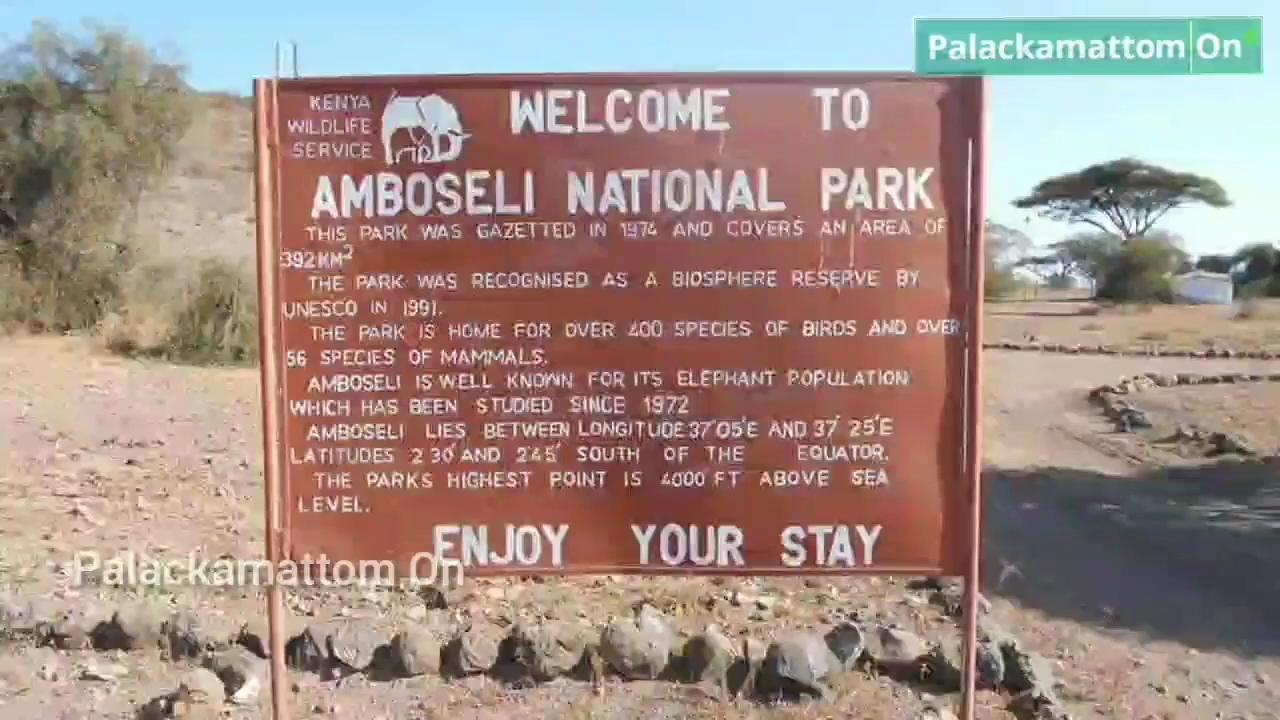 Palackamattom On
KENYA
WILDLIFE
SERVICE
WELCOME TO
AMBOSELI NATIONAL PARK
THIS PARK WAS GAZETTED IN 1974 AND COVERS AN AREA OF
392KM²
THE PARK WAS RECOGNISED AS A BIOSPHERE RESERVE BY
UNESCO IN 1991.
THE PARK IS HOME FOR OVER 400 SPECIES OF BIRDS AND OVER
56 SPECIES OF MAMMALS.
AMBOSELI IS WELL KNOWN FOR ITS ELEPHANT POPULATION
WHICH HAS BEEN STUDIED SINCE 1972
AMBOSELI LIES BETWEEN LONGITUDE 37°05'E AND 37° 25'E
LATITUDES 2°30' AND 2°45' SOUTH OF THE EQUATOR.
THE PARKS HIGHEST POINT IS 4000 FT ABOVE SEA
LEVEL.
ENJOY YOUR STAY
Palackamattom On